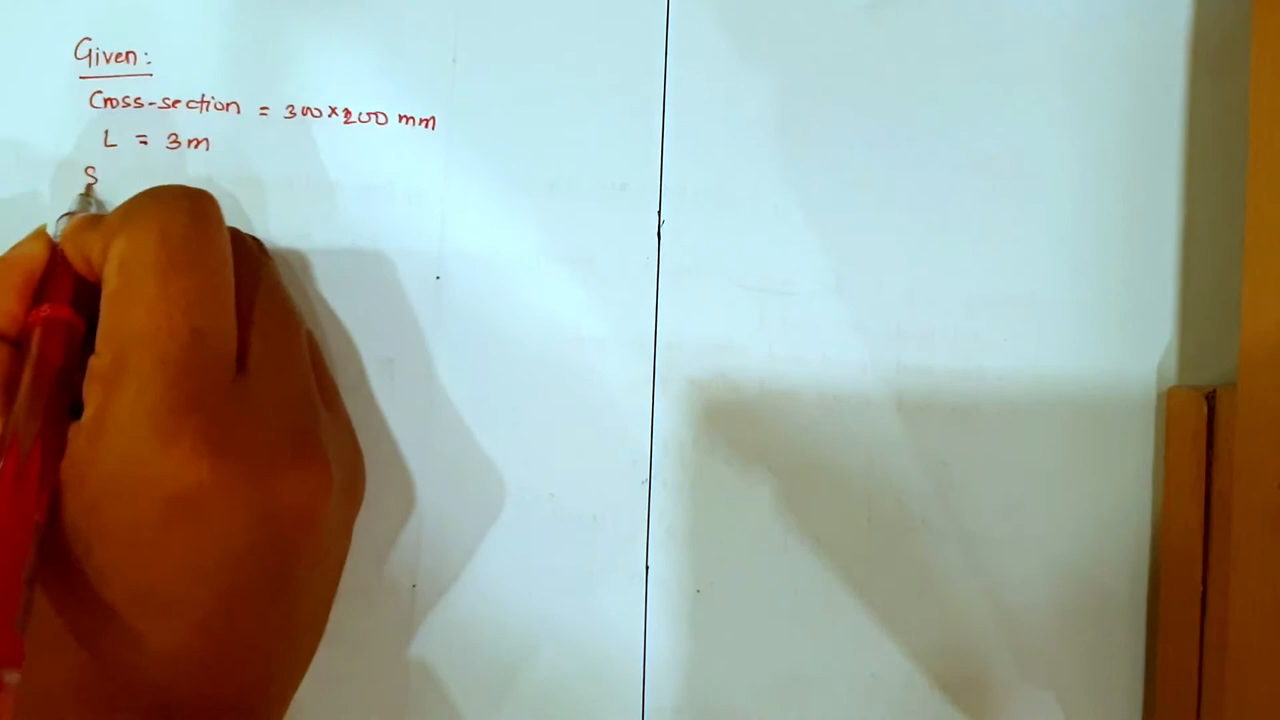 Given:
Cross-section = 300×200 mm
L = 3m
S